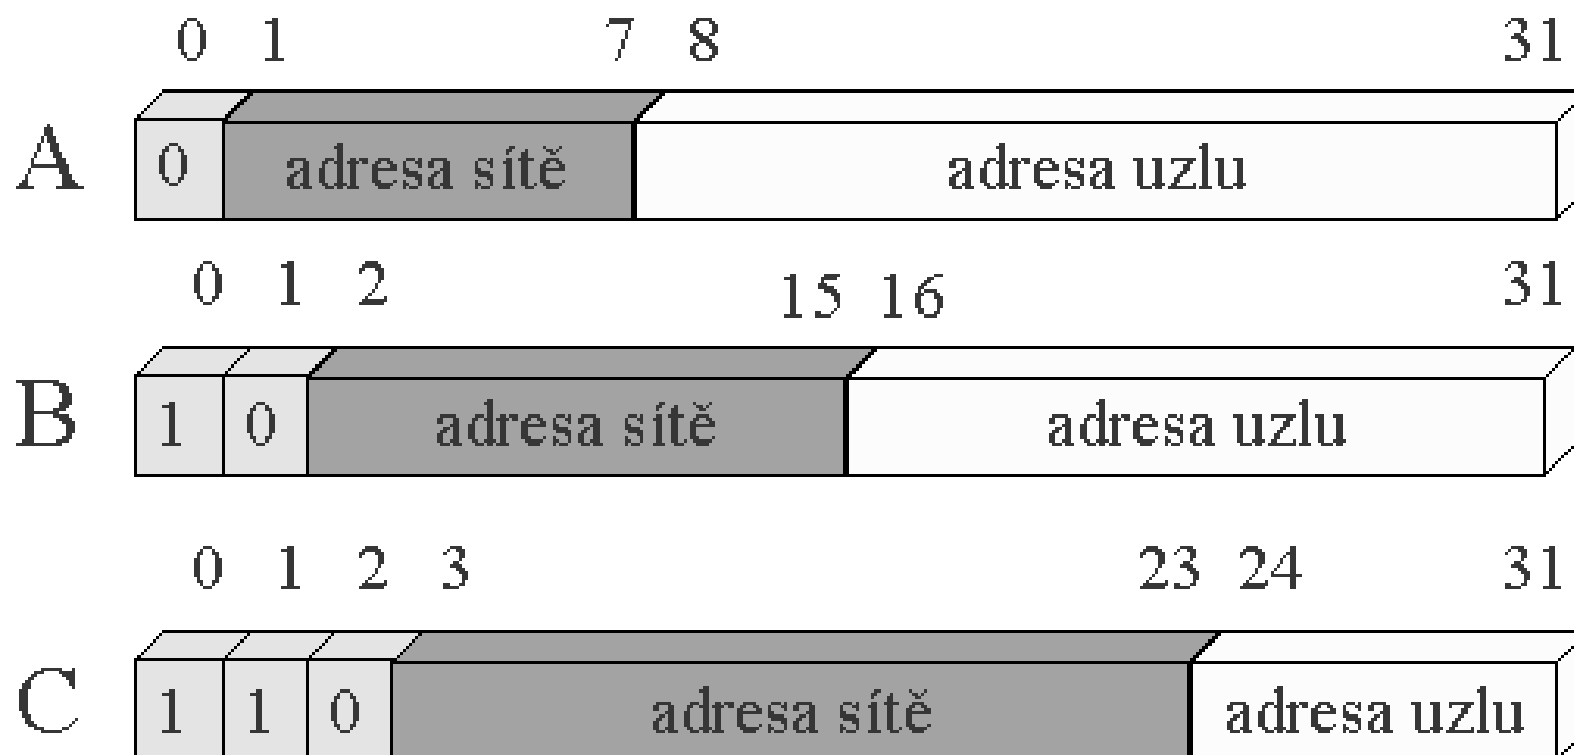 0 1 7 8 31
A 0 adresa sítě adresa uzlu
0 1 2 15 16 31
B 1 0 adresa sítě adresa uzlu
0 1 2 3 23 24 31
C 1 1 0 adresa sítě adresa uzlu